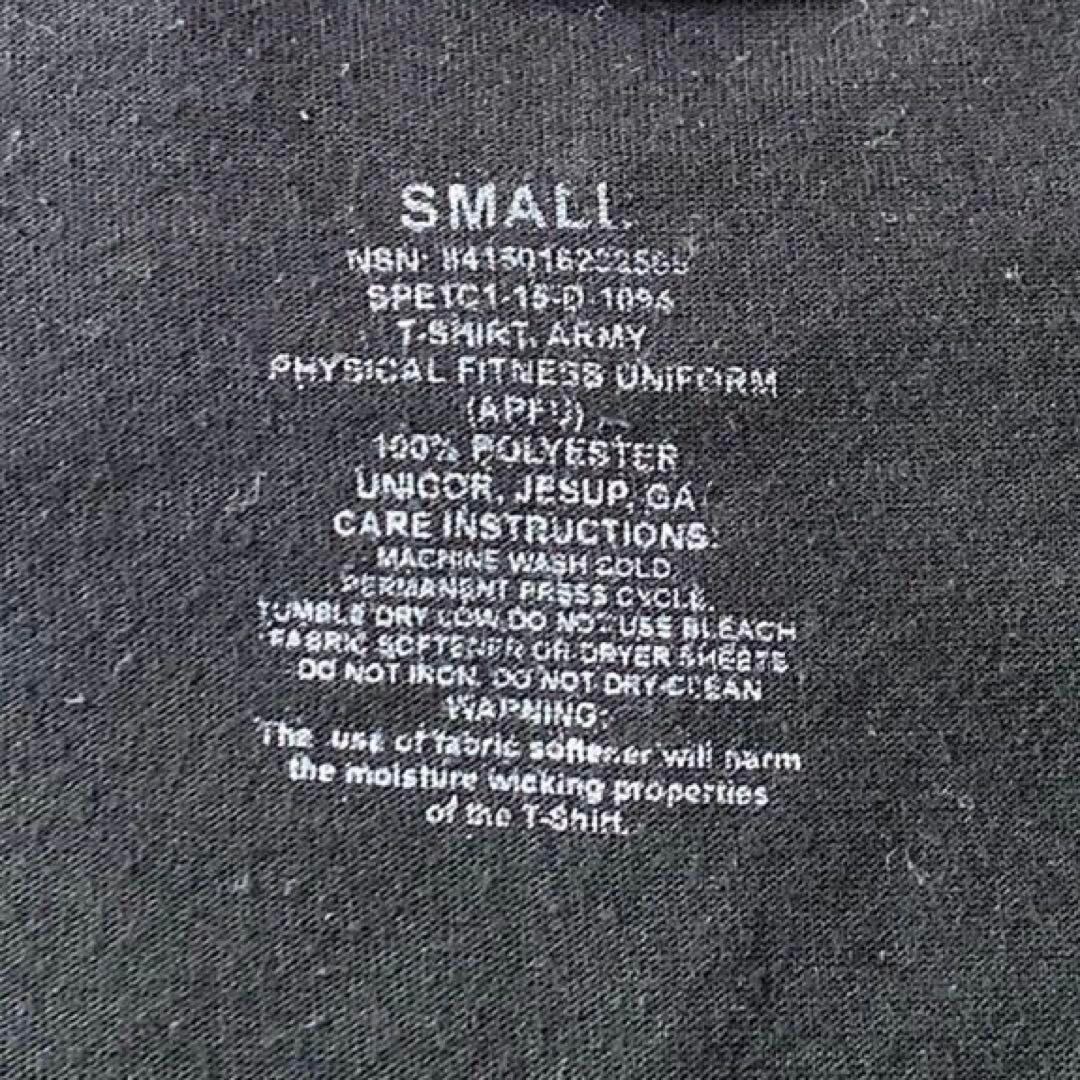 SMALL
NSN:
SPE1C1-15-D-1094
T-SHIRT, ARMY
PHYSICAL FITNESS UNIFORM
(APFU)
100% POLYESTER
UNICOR, JESUP, GA
CARE INSTRUCTIONS:
MACHINE WASH COLD,
PERMANENT PRESS CYCLE.
TUMBLE DRY LOW, DO NOT USE BLEACH
FABRIC SOFTENER OR DRYER SHEETS
DO NOT IRON. DO NOT DRY-CLEAN
WARNING:
The use of fabric softener will harm
the moisture wicking properties
of the T-Shirt.